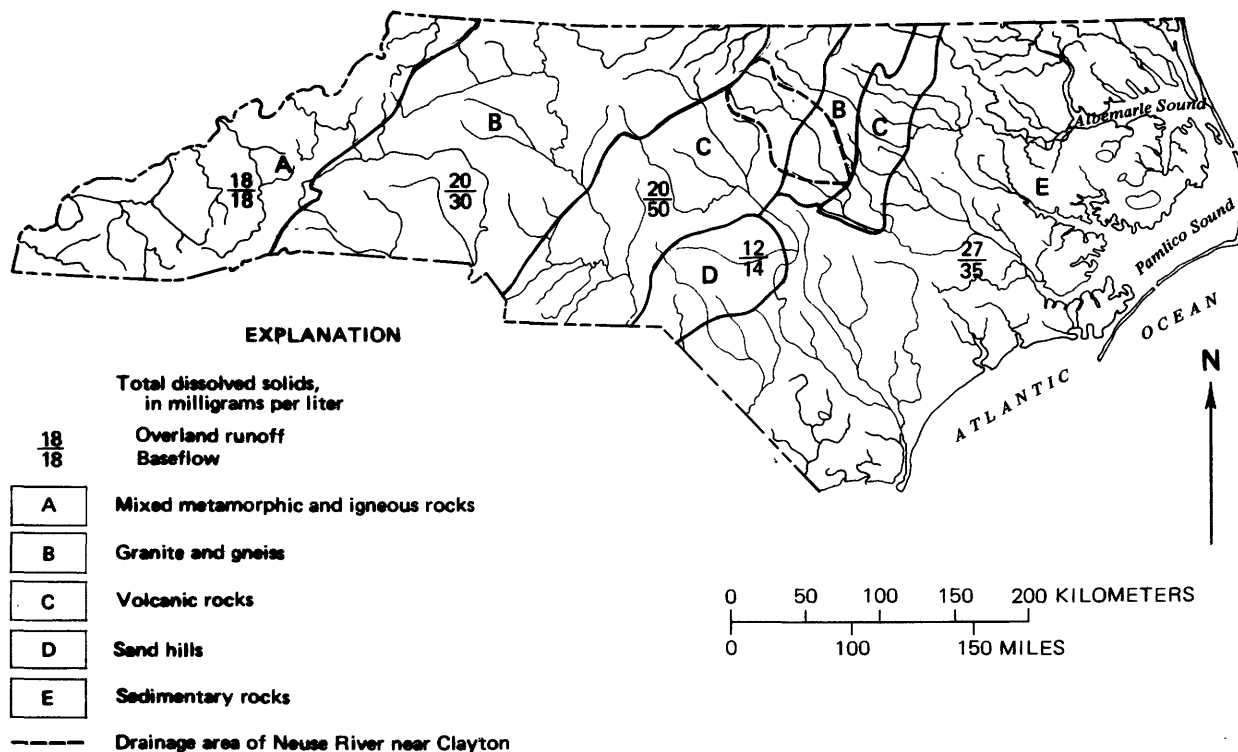 A
18
18
B
20
30
C
20
50
B
C
D
12
14
E
27
35
Albemarle Sound
Pamlico Sound
ATLANTIC OCEAN
N
EXPLANATION
Total dissolved solids,
in milligrams per liter
18 Overland runoff
18 Baseflow
A Mixed metamorphic and igneous rocks
B Granite and gneiss
C Volcanic rocks
D Sand hills
E Sedimentary rocks
Drainage area of Neuse River near Clayton
0 50 100 150 200 KILOMETERS
0 100 150 MILES